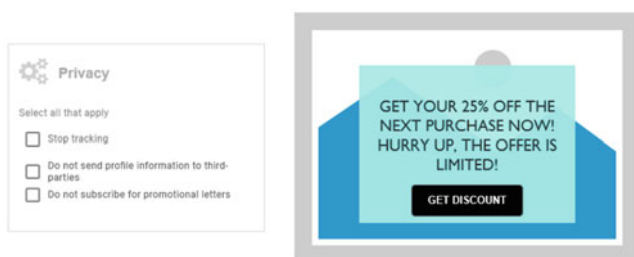 Privacy
Select all that apply
Stop tracking
Do not send profile information to third-
parties
Do not subscribe for promotional letters
GET YOUR 25% OFF THE
NEXT PURCHASE NOW!
HURRY UP, THE OFFER IS
LIMITED!
GET DISCOUNT